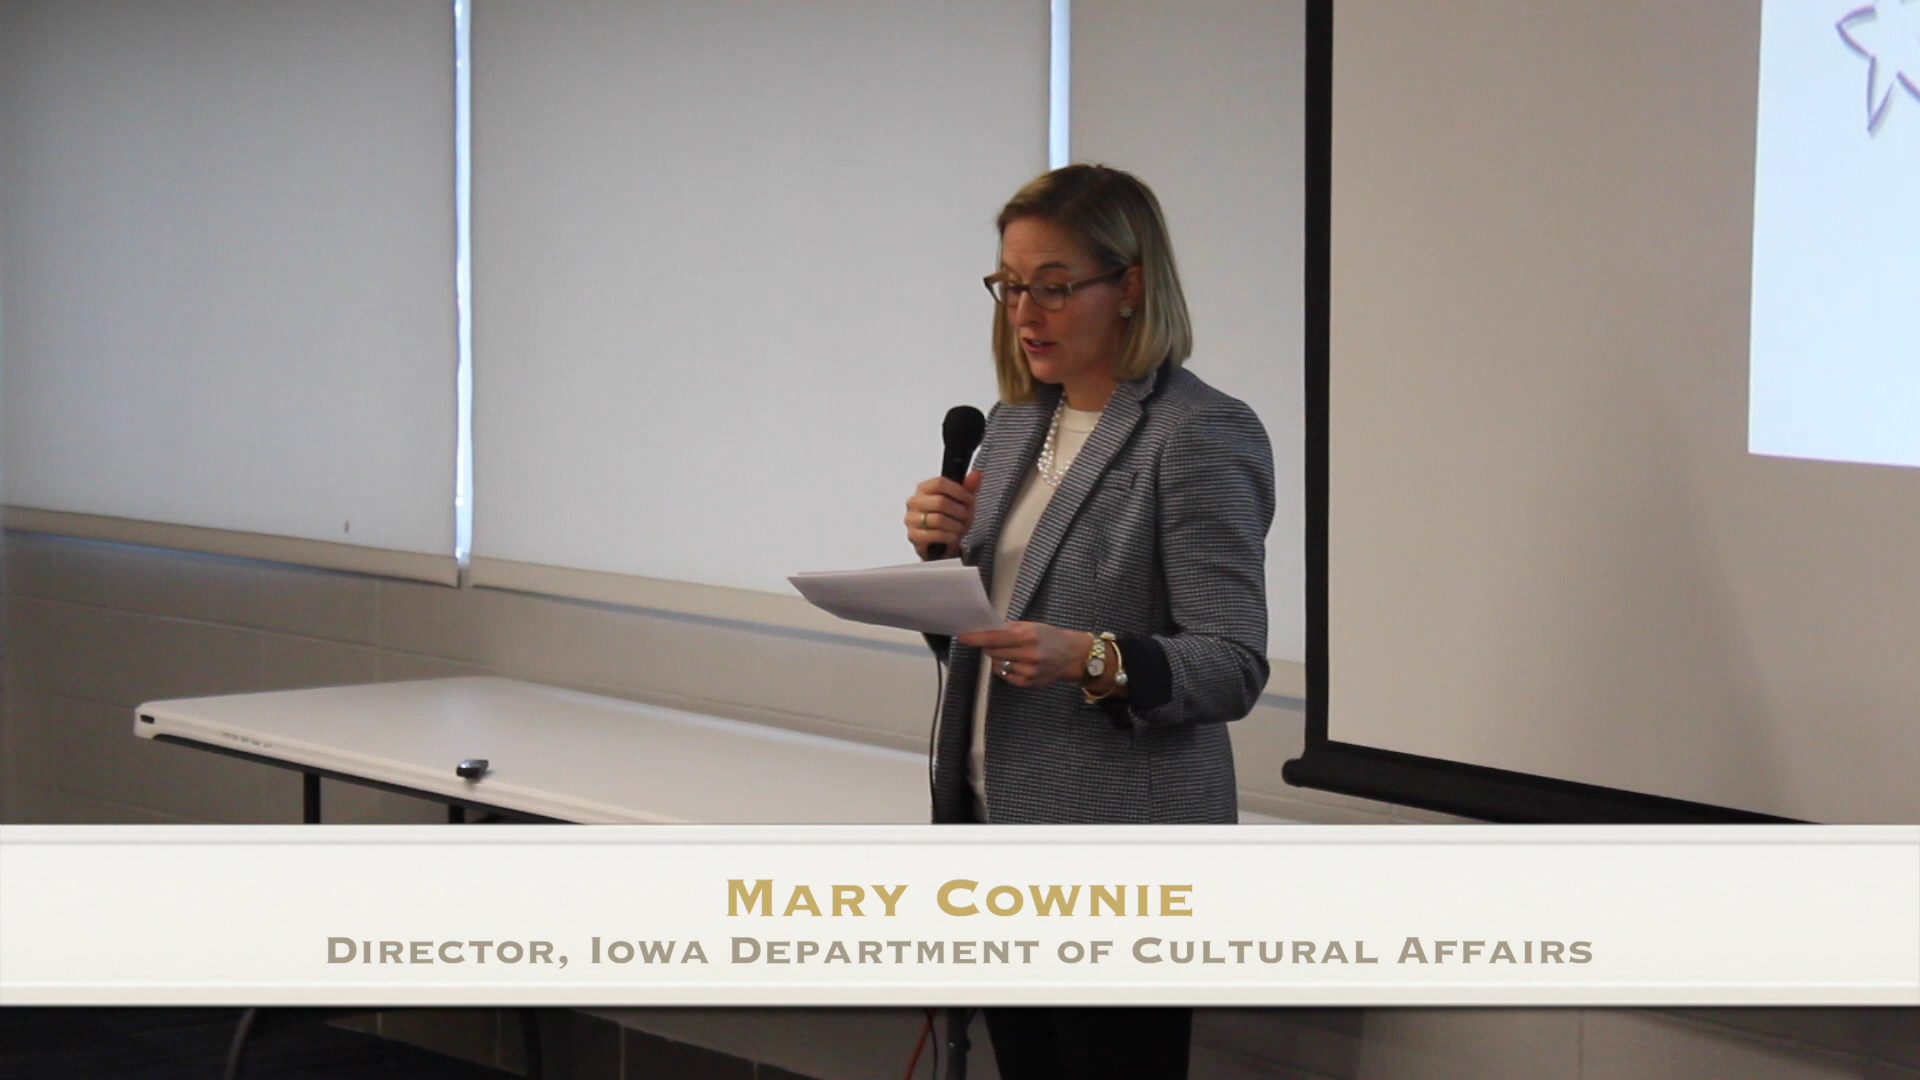 Mary Cownie
Director, Iowa Department of Cultural Affairs